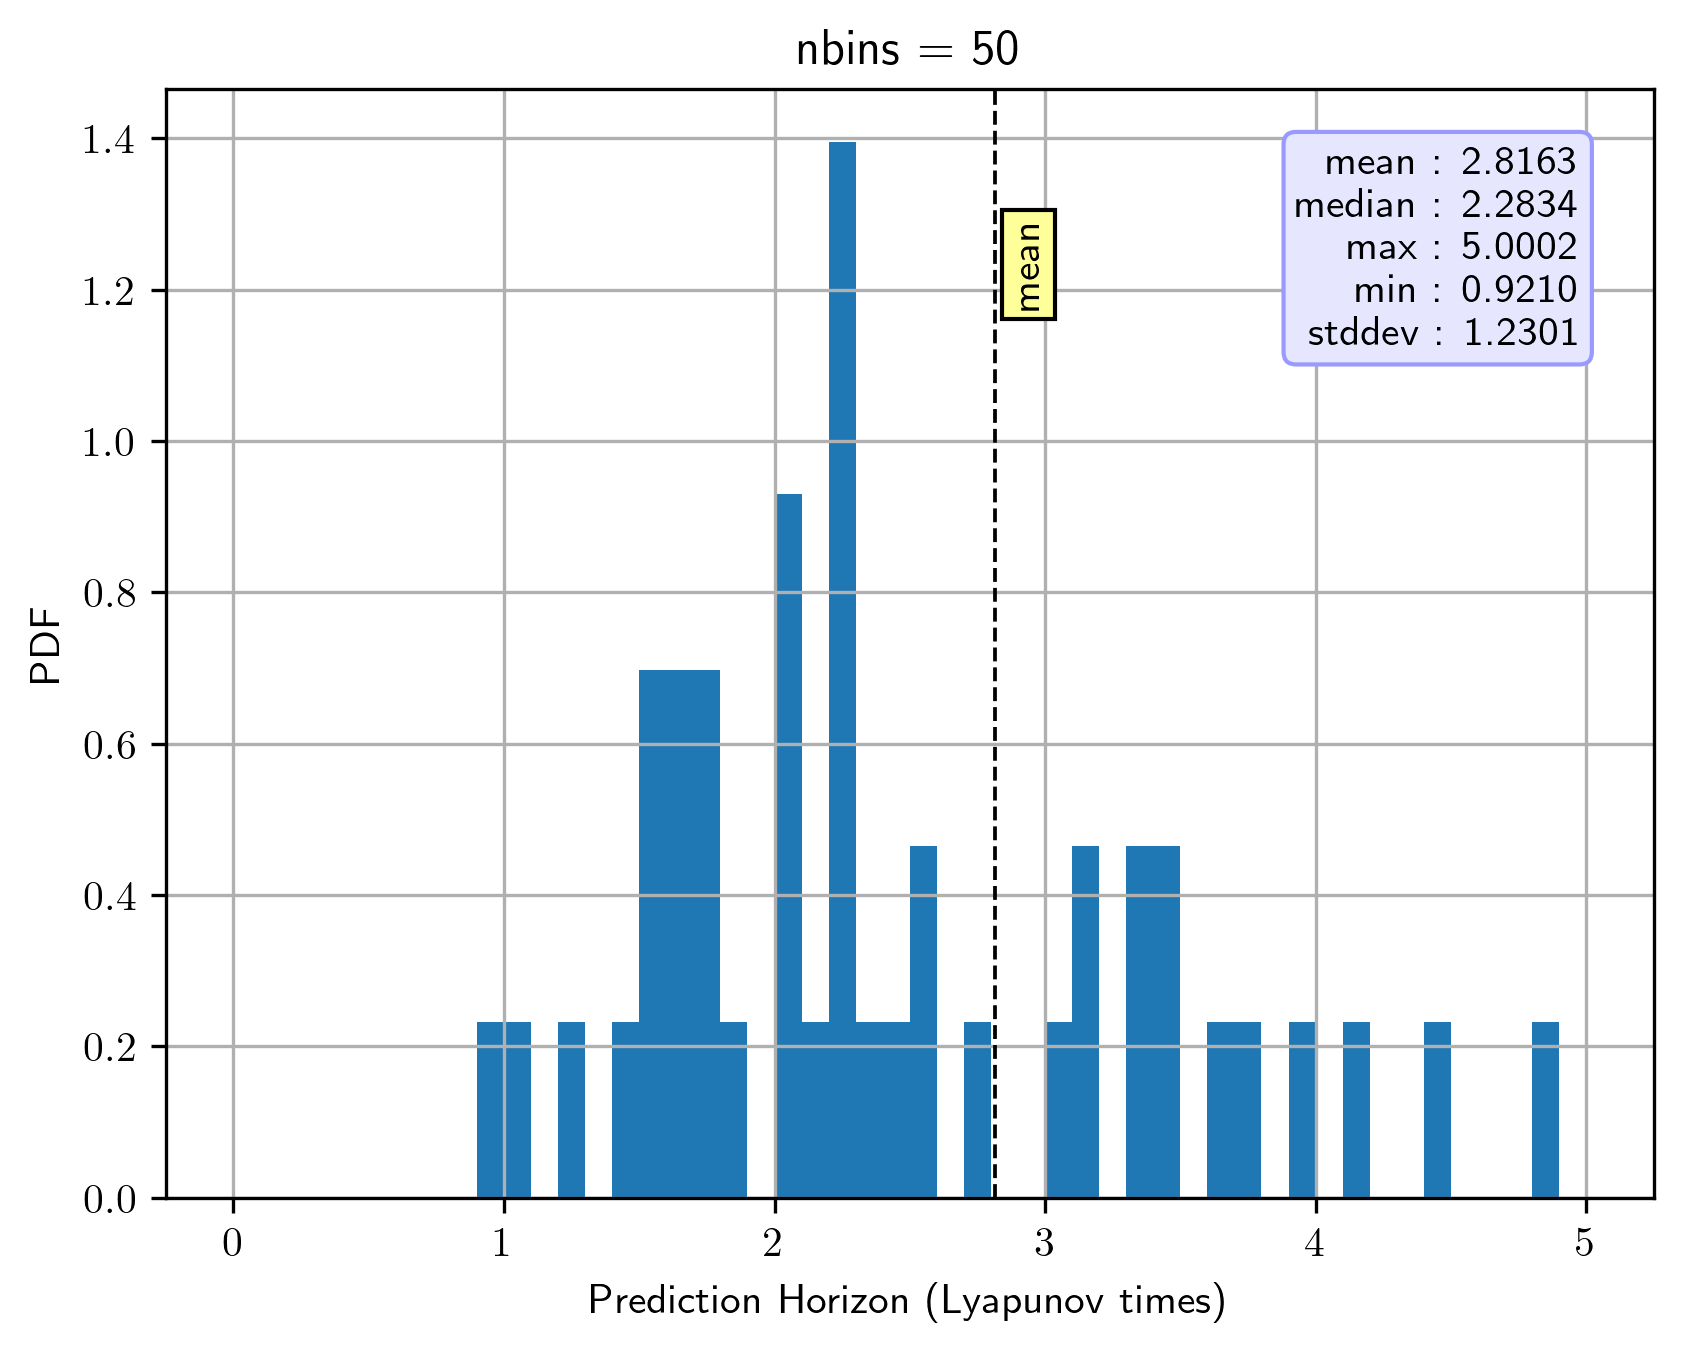 nbins = 50
1.4
1.2
1.0
0.8
0.6
0.4
0.2
0.0
PDF
mean
mean : 2.8163
median : 2.2834
max : 5.0002
min : 0.9210
stddev : 1.2301
0 1 2 3 4 5
Prediction Horizon (Lyapunov times)